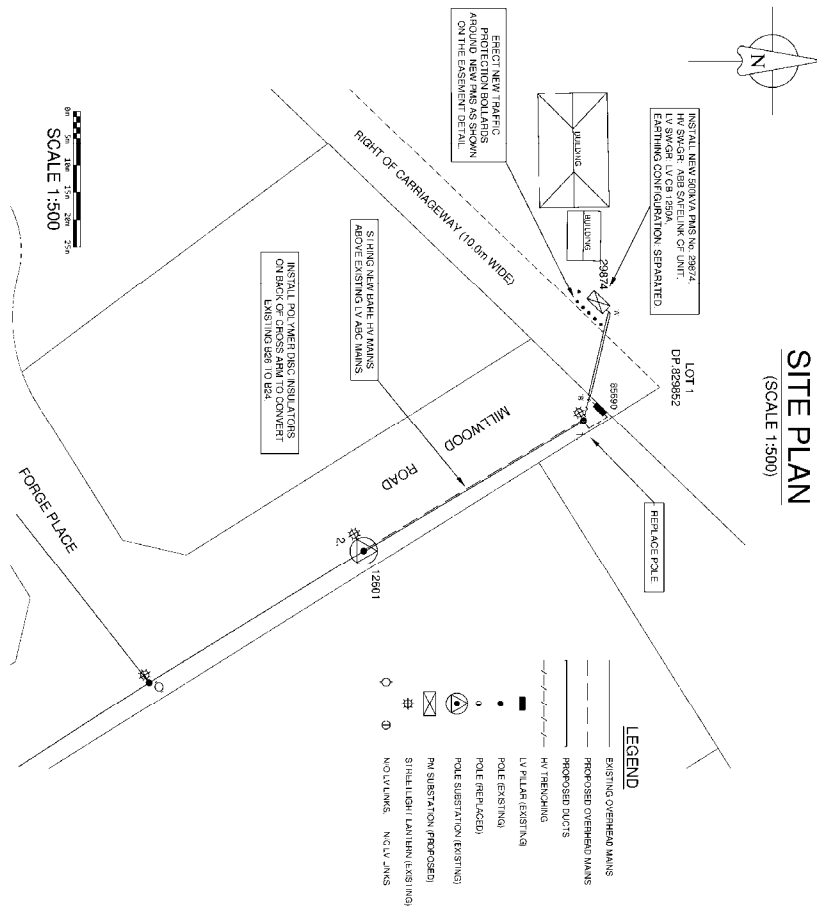 SITE PLAN
(SCALE 1:500)
N
INSTALL NEW 500kVA PMS No. 29874.
HV SWGR: ABB SAFELINK CF UNIT.
LV SWGR: LV CB 1250A.
EARTHING CONFIGURATION: SEPARATED
ERECT NEW TRAFFIC
PROTECTION BOLLARDS
AROUND NEW PMS AS SHOWN
ON THE EASEMENT DETAIL.
BUILDING
BUILDING
29874
LOT 1
DP.829852
RIGHT OF CARRIAGEWAY (10.0m WIDE)
85690
REPLACE POLE.
STRING NEW BARE HV MAINS
ABOVE EXISTING LV ABC MAINS
MILLWOOD
ROAD
INSTALL POLYMER DISC INSULATORS
ON BACK OF CROSS ARM TO CONVERT
EXISTING B26 TO B24.
2.
12601
FORGE PLACE
0m 5m 10m 15m 20m 25m
SCALE 1:500
LEGEND
EXISTING OVERHEAD MAINS
PROPOSED OVERHEAD MAINS
PROPOSED DUCTS
HV TRENCHING
LV PILLAR (EXISTING)
POLE (EXISTING)
POLE (REPLACED)
POLE SUBSTATION (EXISTING)
PM SUBSTATION (PROPOSED)
STREETLIGHT LANTERN (EXISTING)
N/O LV LINKS. N/C LV LINKS